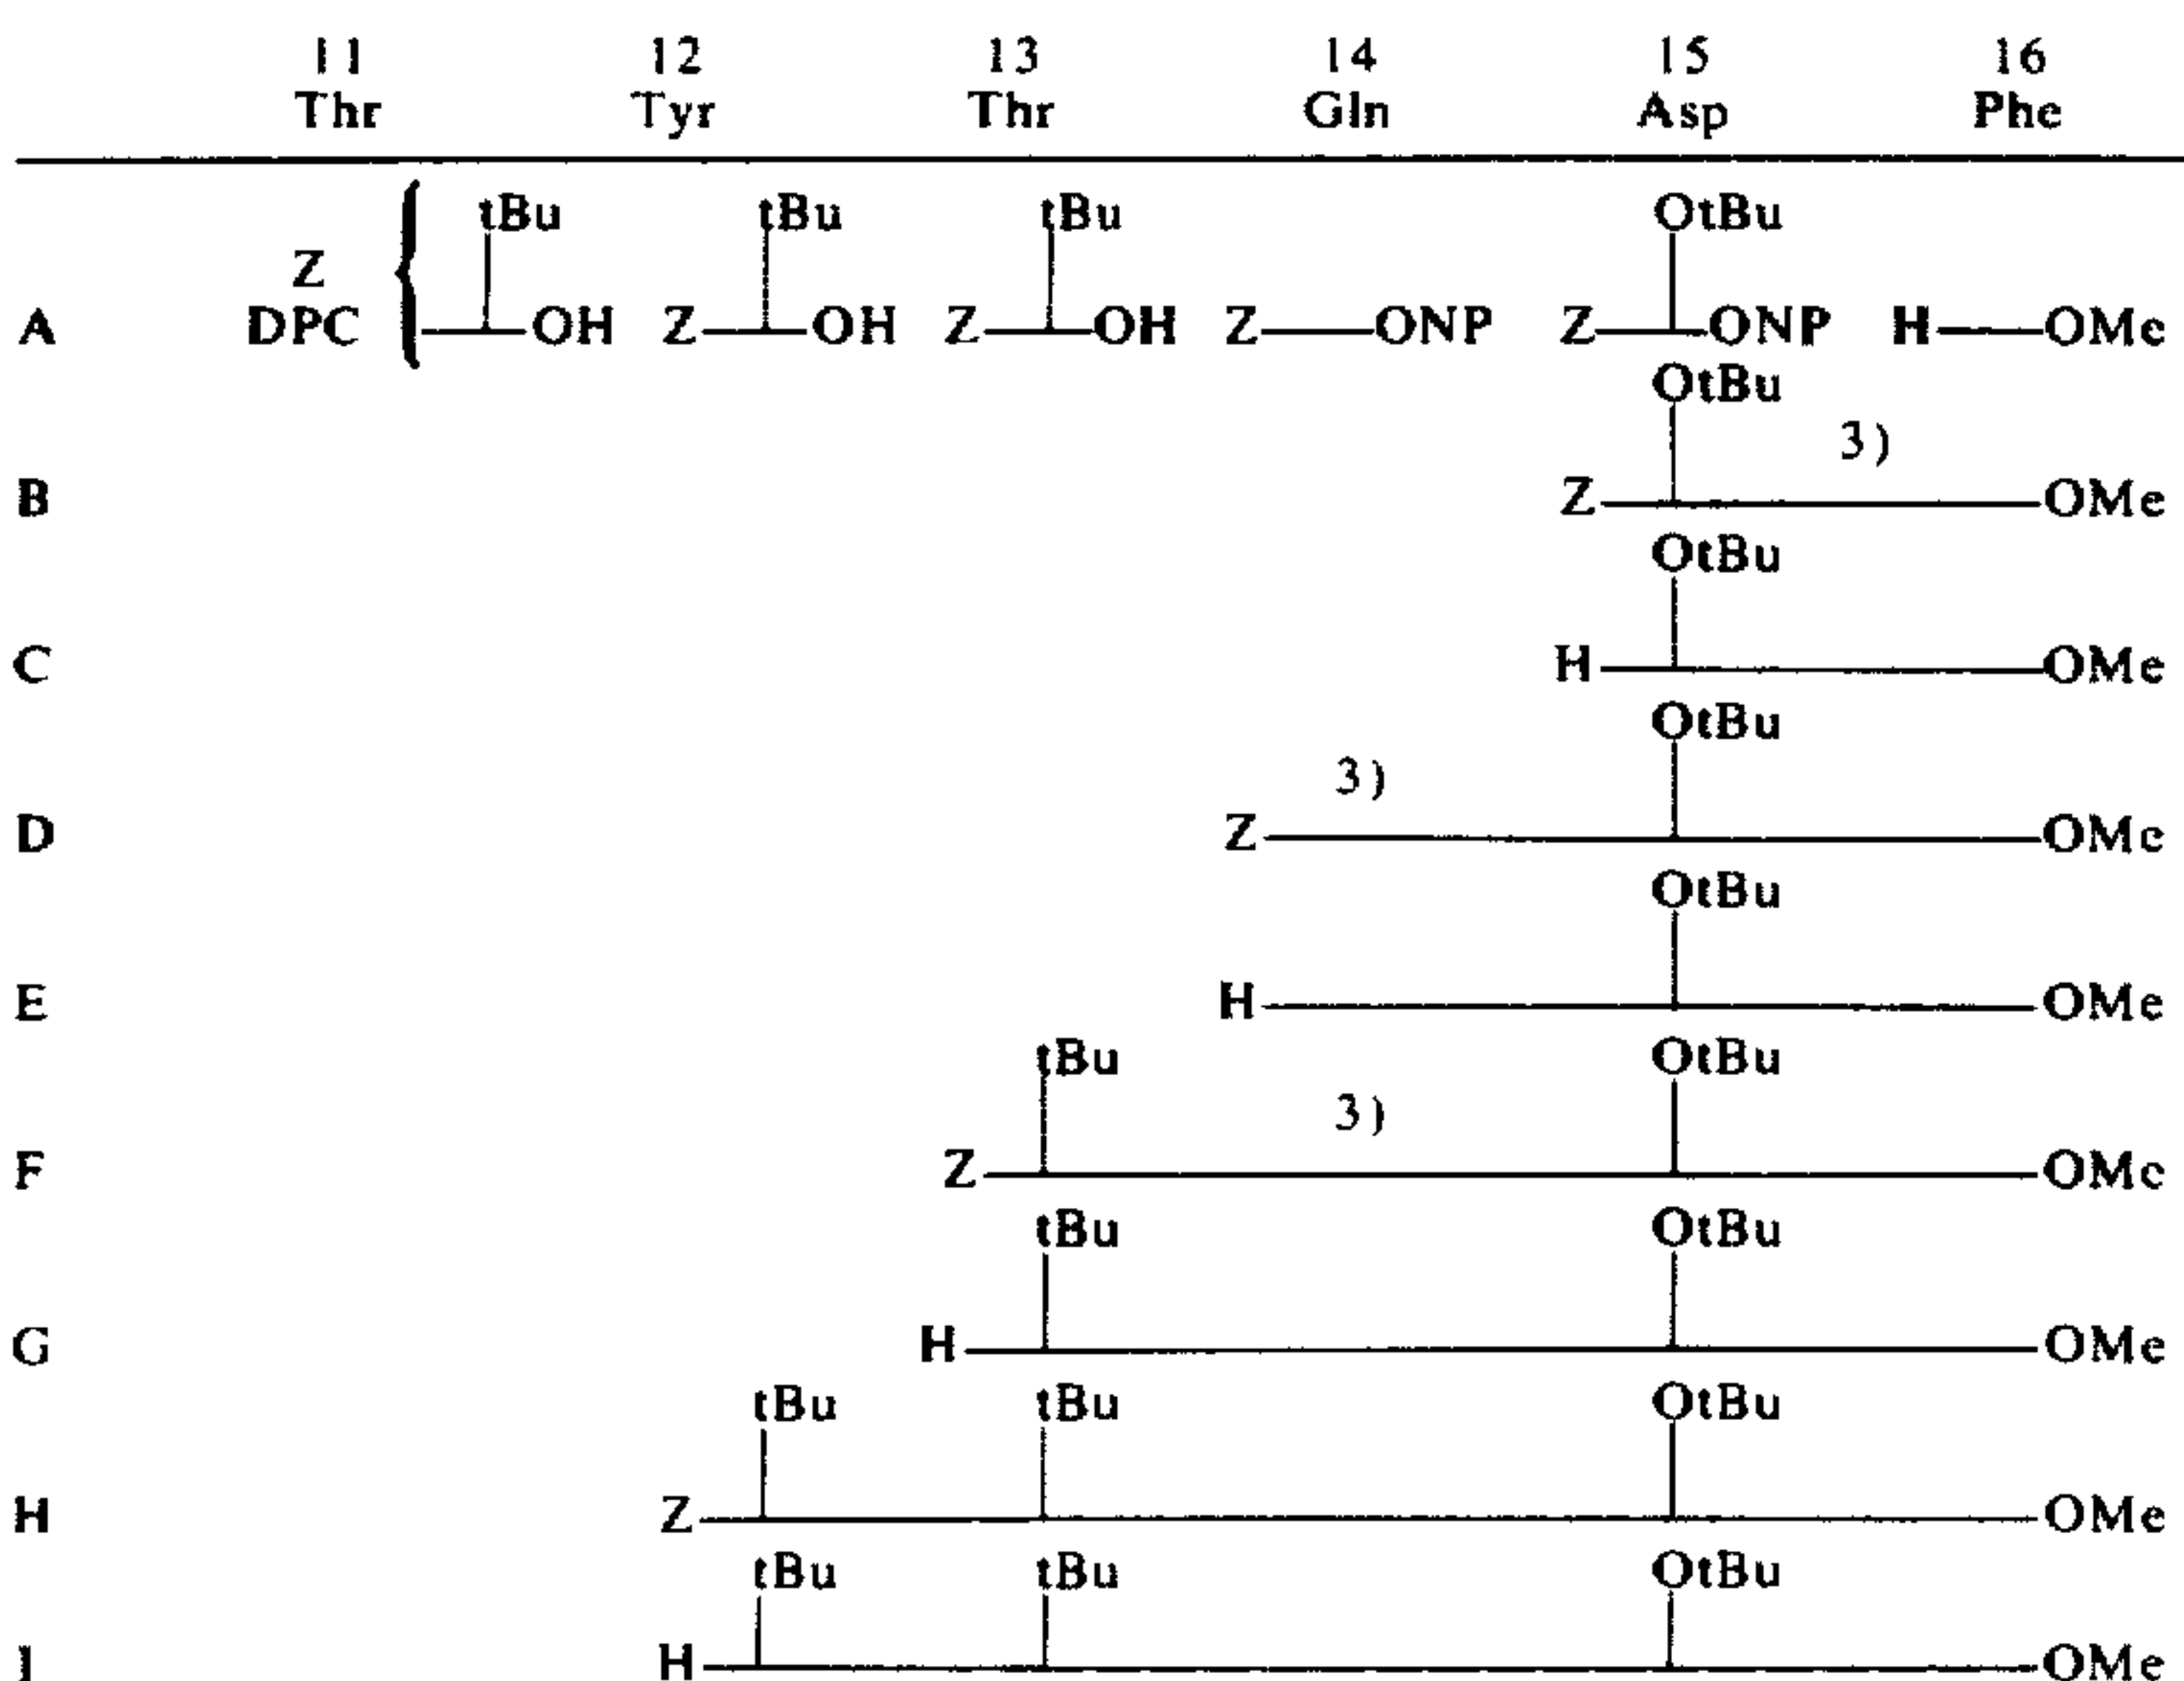 11 12 13 14 15 16
Thr Tyr Thr Gln Asp Phe
tBu tBu tBu OtBu
Z
A DPC OH Z OH Z OH Z ONP Z ONP H OMe
OtBu
3)
B Z OMe
OtBu
C H OMe
OtBu
3)
D Z OMe
OtBu
E H OMe
tBu OtBu
3)
F Z OMe
tBu OtBu
G H OMe
tBu tBu OtBu
H Z OMe
tBu tBu OtBu
I H OMe